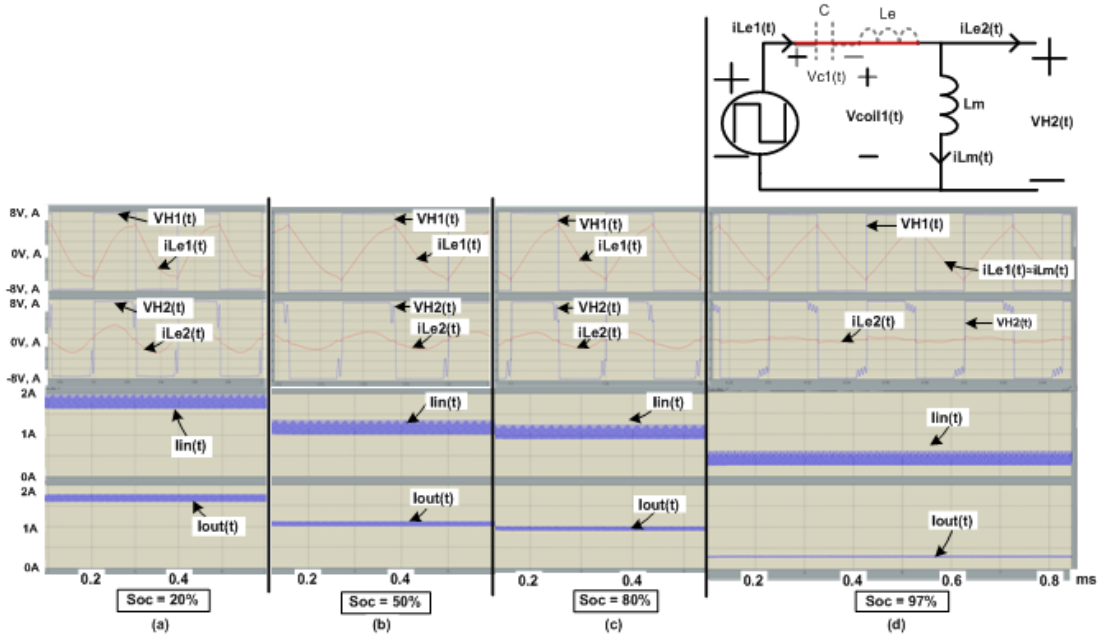 C
Le
iLe1(t)
iLe2(t)
+
+ Vc1(t) −
+
+
Lm
Vcoil1(t)
VH2(t)
−
−
iLm(t)
−
8V, A
0V, A
-8V, A
VH1(t)
iLe1(t)
VH1(t)
iLe1(t)
VH1(t)
iLe1(t)
VH1(t)
iLe1(t)=iLm(t)
8V, A
0V, A
-8V, A
VH2(t)
iLe2(t)
VH2(t)
iLe2(t)
VH2(t)
iLe2(t)
iLe2(t)
VH2(t)
2A
1A
0A
Iin(t)
Iin(t)
Iin(t)
Iin(t)
2A
1A
0A
Iout(t)
Iout(t)
Iout(t)
Iout(t)
0.2 0.4 0.2 0.4 0.2 0.4 0.2 0.4 0.6 0.8 ms
Soc = 20% Soc = 50% Soc = 80% Soc = 97%
(a) (b) (c) (d)